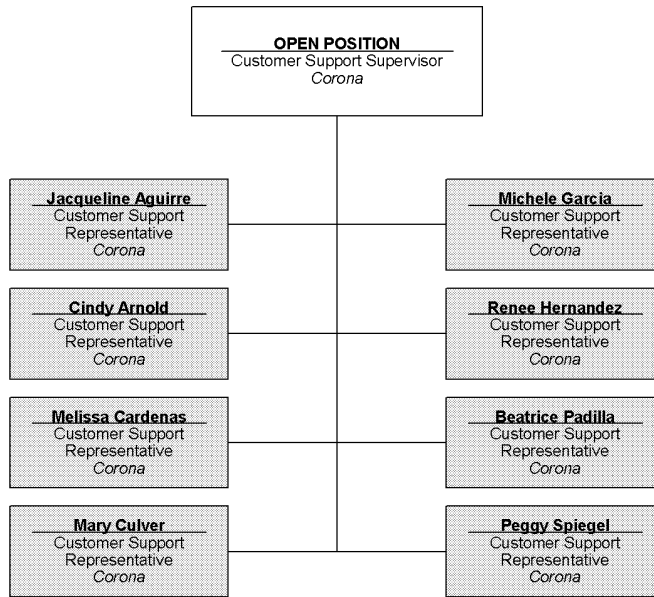 OPEN POSITION
Customer Support Supervisor
Corona
Jacqueline Aguirre
Customer Support
Representative
Corona
Michele Garcia
Customer Support
Representative
Corona
Cindy Arnold
Customer Support
Representative
Corona
Renee Hernandez
Customer Support
Representative
Corona
Melissa Cardenas
Customer Support
Representative
Corona
Beatrice Padilla
Customer Support
Representative
Corona
Mary Culver
Customer Support
Representative
Corona
Peggy Spiegel
Customer Support
Representative
Corona